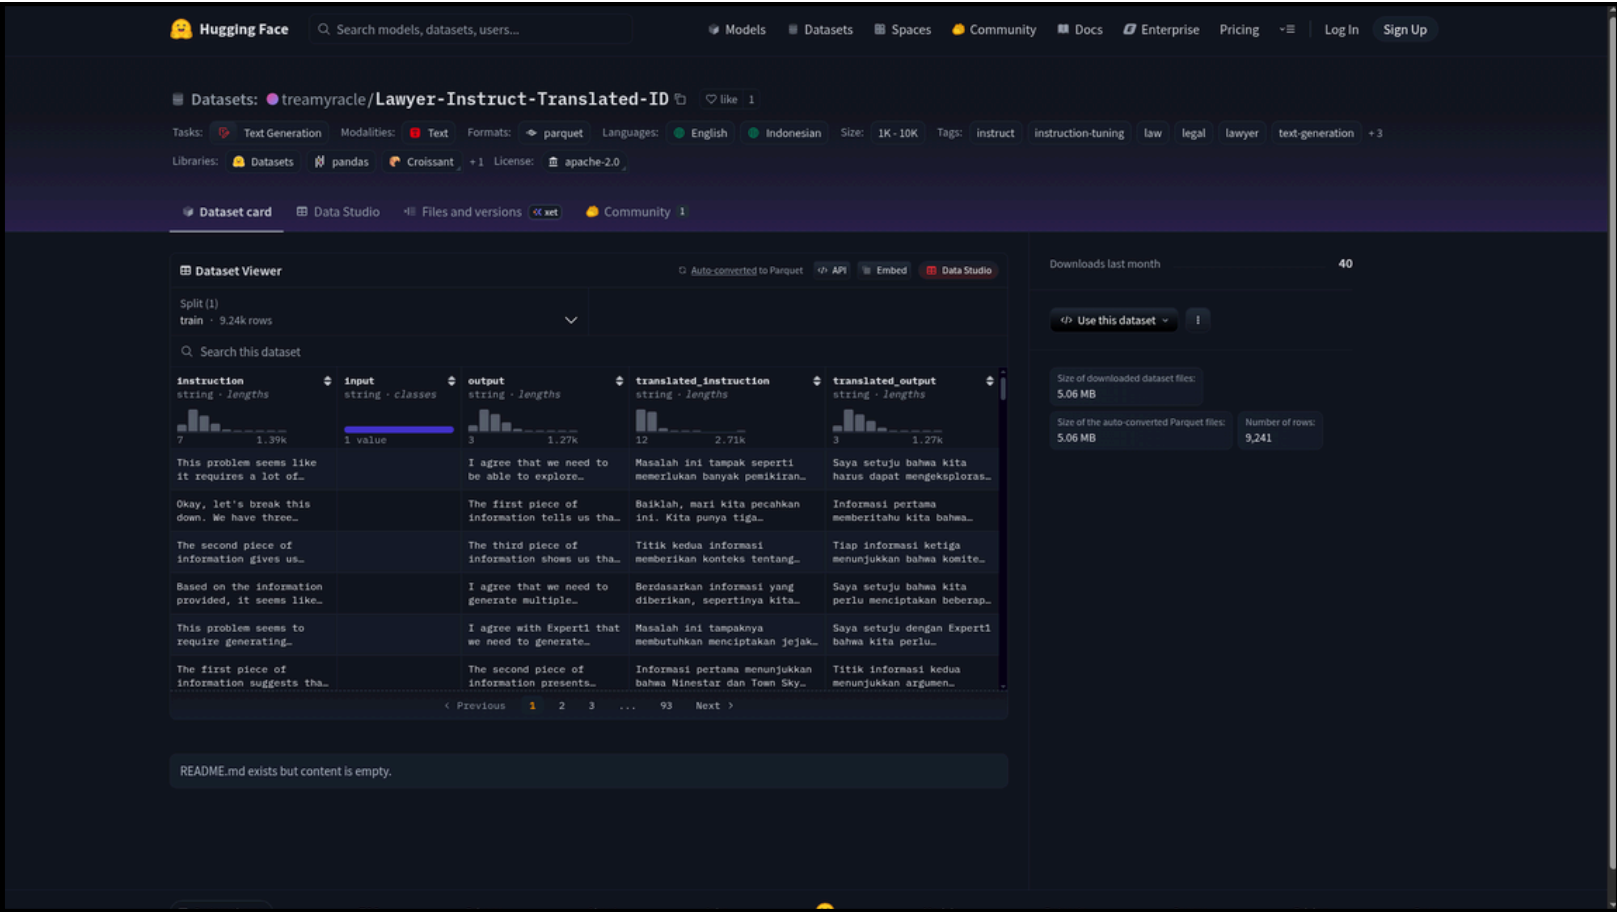 Hugging Face
Search models, datasets, users...
Models
Datasets
Spaces
Community
Docs
Enterprise
Pricing
Log In
Sign Up
Datasets: treamyracle/Lawyer-Instruct-Translated-ID
like 1
Tasks: Text Generation Modalities: Text Formats: parquet Languages: English Indonesian Size: 1K - 10K Tags: instruct instruction-tuning law legal lawyer text-generation + 3
Libraries: Datasets pandas Croissant + 1 License: apache-2.0
Dataset card
Data Studio
Files and versions xet
Community 1
Dataset Viewer
Auto-converted to Parquet
API
Embed
Data Studio
Split (1)
train · 9.24k rows
Search this dataset
instruction input output translated_instruction translated_output
string · lengths string · classes string · lengths string · lengths string · lengths
7 1.39k 1 value 3 1.27k 12 2.71k 3 1.27k
This problem seems like
it requires a lot of…
I agree that we need to
be able to explore…
Masalah ini tampak seperti
memerlukan banyak pemikiran…
Saya setuju bahwa kita
harus dapat mengeksploras…
Okay, let's break this
down. We have three…
The first piece of
information tells us tha…
Baiklah, mari kita pecahkan
ini. Kita punya tiga…
Informasi pertama
memberitahu kita bahwa…
The second piece of
information gives us…
The third piece of
information shows us tha…
Titik kedua informasi
memberikan konteks tentang…
Tiap informasi ketiga
menunjukkan bahwa komite…
Based on the information
provided, it seems like…
I agree that we need to
generate multiple…
Berdasarkan informasi yang
diberikan, sepertinya kita…
Saya setuju bahwa kita
perlu menciptakan beberap…
This problem seems to
require generating…
I agree with Expert1 that
we need to generate…
Masalah ini tampaknya
membutuhkan menciptakan jejak…
Saya setuju dengan Expert1
bahwa kita perlu…
The first piece of
information suggests tha…
The second piece of
information presents…
Informasi pertama menunjukkan
bahwa Ninestar dan Town Sky…
Titik informasi kedua
menunjukkan argumen…
< Previous 1 2 3 ... 93 Next >
README.md exists but content is empty.
Downloads last month
40
Use this dataset
Size of downloaded dataset files:
5.06 MB
Size of the auto-converted Parquet files:
5.06 MB
Number of rows:
9,241